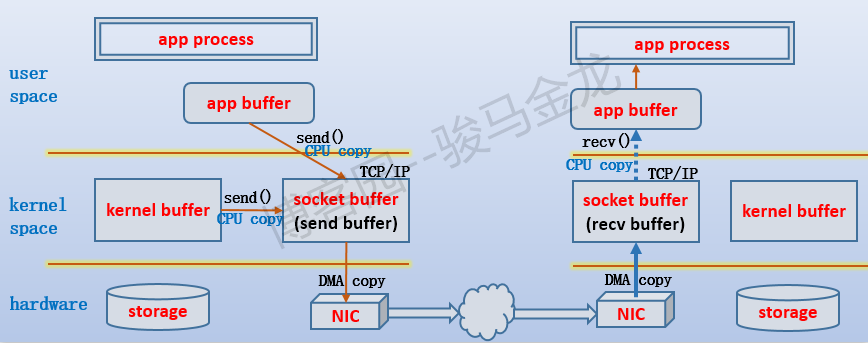 app process
app process
user
space
app buffer
app buffer
send()
CPU copy
recv()
CPU copy
TCP/IP
TCP/IP
kernel
space
kernel buffer
send()
CPU copy
socket buffer
(send buffer)
socket buffer
(recv buffer)
kernel buffer
DMA copy
DMA copy
hardware
storage
NIC
NIC
storage
博客园--骏马金龙